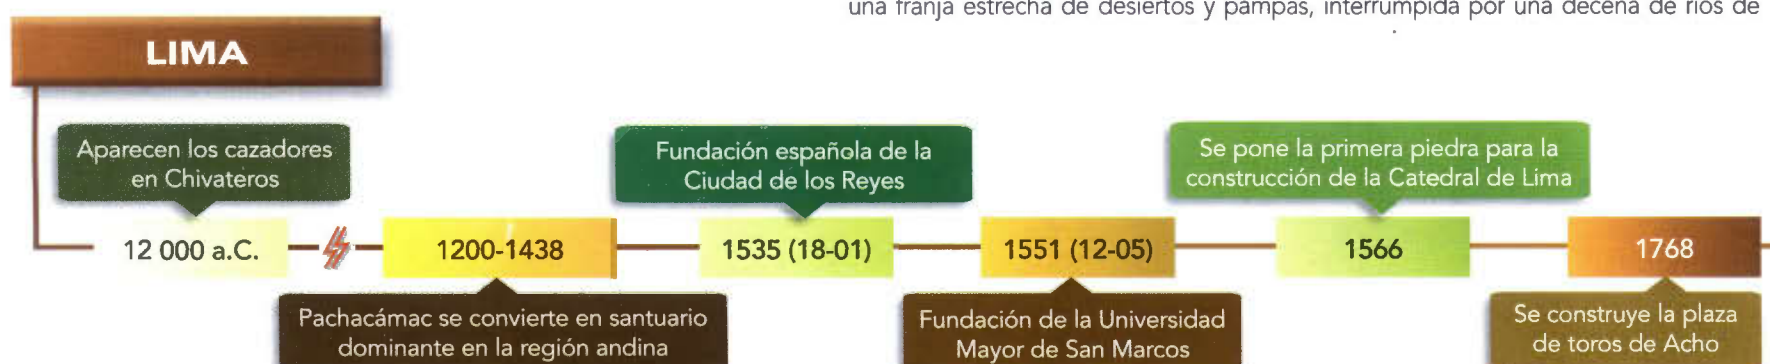 una franja estrecha de desiertos y pampas, interrumpida por una decena de ríos de
LIMA
Aparecen los cazadores
en Chivateros
Fundación española de la
Ciudad de los Reyes
Se pone la primera piedra para la
construcción de la Catedral de Lima
12 000 a.C.
1200-1438
1535 (18-01)
1551 (12-05)
1566
1768
Pachacámac se convierte en santuario
dominante en la región andina
Fundación de la Universidad
Mayor de San Marcos
Se construye la plaza
de toros de Acho